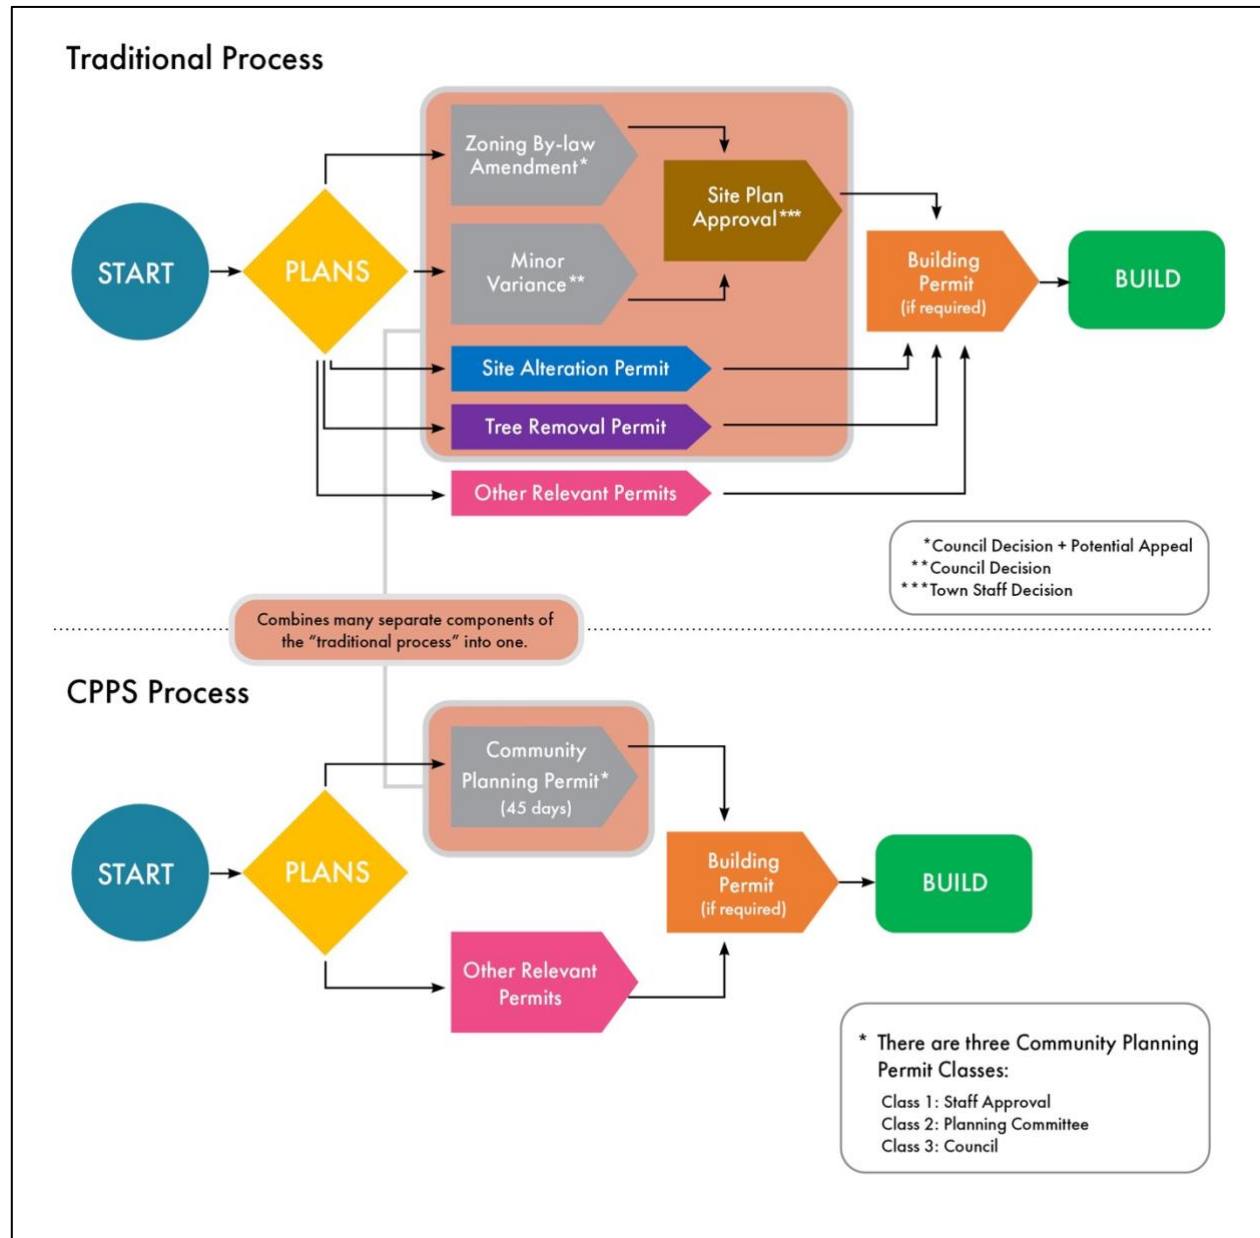 Traditional Process
Zoning By-law
Amendment*
Site Plan
Approval***
START
PLANS
Minor
Variance**
Building
Permit
(if required)
BUILD
Site Alteration Permit
Tree Removal Permit
Other Relevant Permits
*Council Decision + Potential Appeal
**Council Decision
***Town Staff Decision
Combines many separate components of
the “traditional process” into one.
CPPS Process
Community
Planning Permit*
(45 days)
START
PLANS
Building
Permit
(if required)
BUILD
Other Relevant
Permits
* There are three Community Planning
Permit Classes:
Class 1: Staff Approval
Class 2: Planning Committee
Class 3: Council